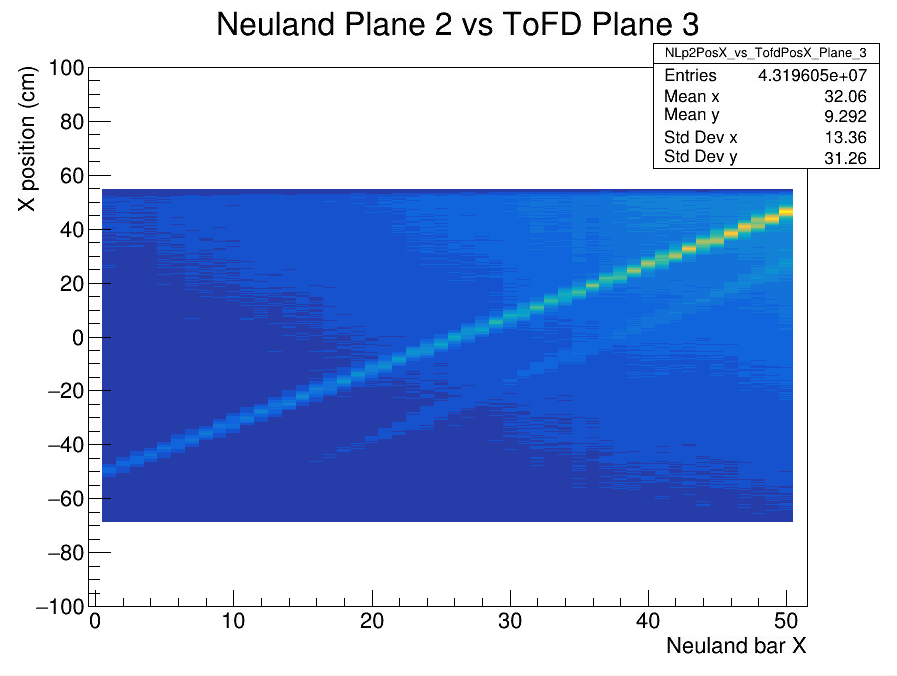 Neuland Plane 2 vs ToFD Plane 3
NLp2PosX_vs_TofdPosX_Plane_3
Entries 4.319605e+07
Mean x 32.06
Mean y 9.292
Std Dev x 13.36
Std Dev y 31.26
X position (cm)
100
80
60
40
20
0
−20
−40
−60
−80
−100
0 10 20 30 40 50
Neuland bar X